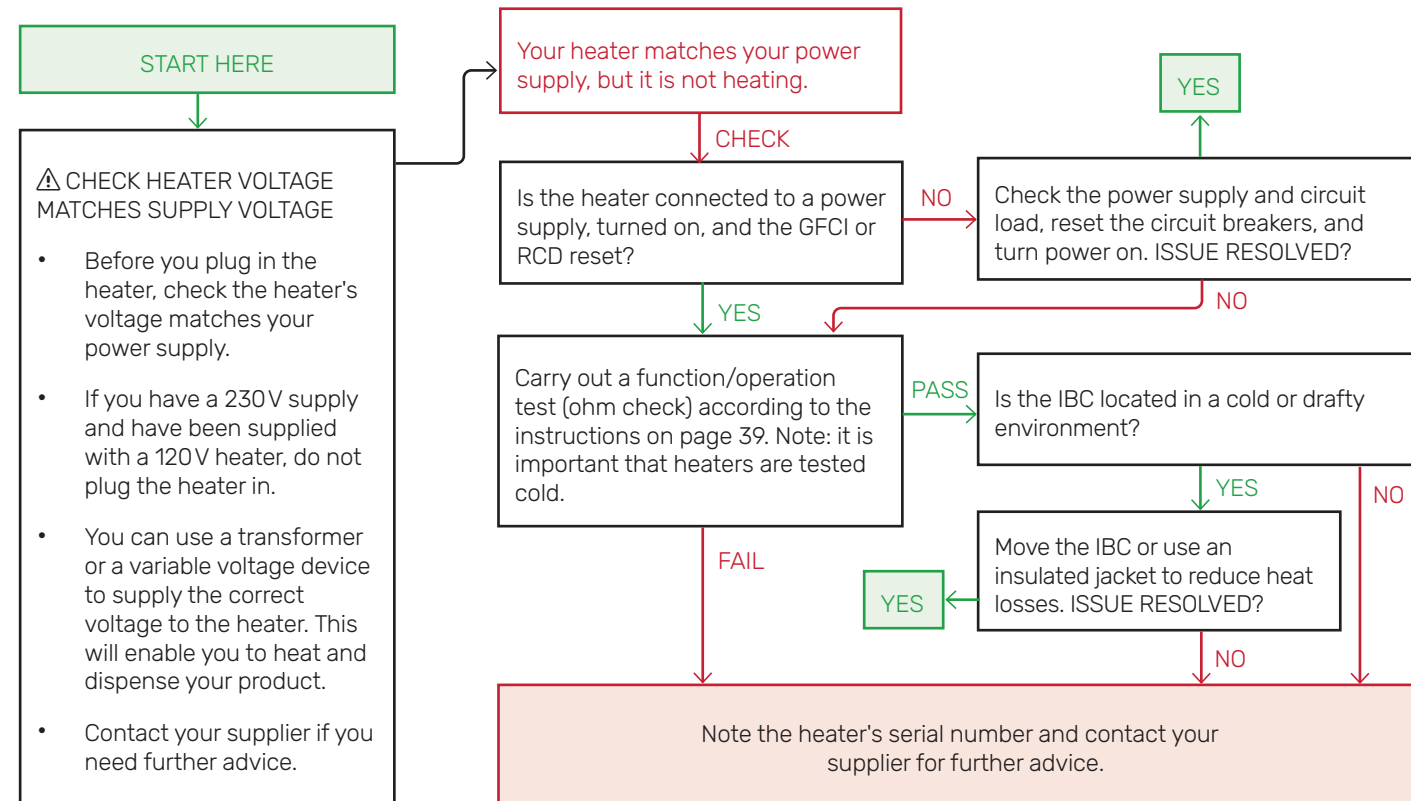 START HERE
⚠ CHECK HEATER VOLTAGE
MATCHES SUPPLY VOLTAGE
• Before you plug in the
heater, check the heater's
voltage matches your
power supply.
• If you have a 230 V supply
and have been supplied
with a 120 V heater, do not
plug the heater in.
• You can use a transformer
or a variable voltage device
to supply the correct
voltage to the heater. This
will enable you to heat and
dispense your product.
• Contact your supplier if you
need further advice.
Your heater matches your power
supply, but it is not heating.
CHECK
Is the heater connected to a power
supply, turned on, and the GFCI or
RCD reset?
NO
Check the power supply and circuit
load, reset the circuit breakers, and
turn power on. ISSUE RESOLVED?
YES
NO
YES
Carry out a function/operation
test (ohm check) according to the
instructions on page 39. Note: it is
important that heaters are tested
cold.
PASS
Is the IBC located in a cold or drafty
environment?
YES
NO
Move the IBC or use an
insulated jacket to reduce heat
losses. ISSUE RESOLVED?
YES
NO
FAIL
Note the heater's serial number and contact your
supplier for further advice.